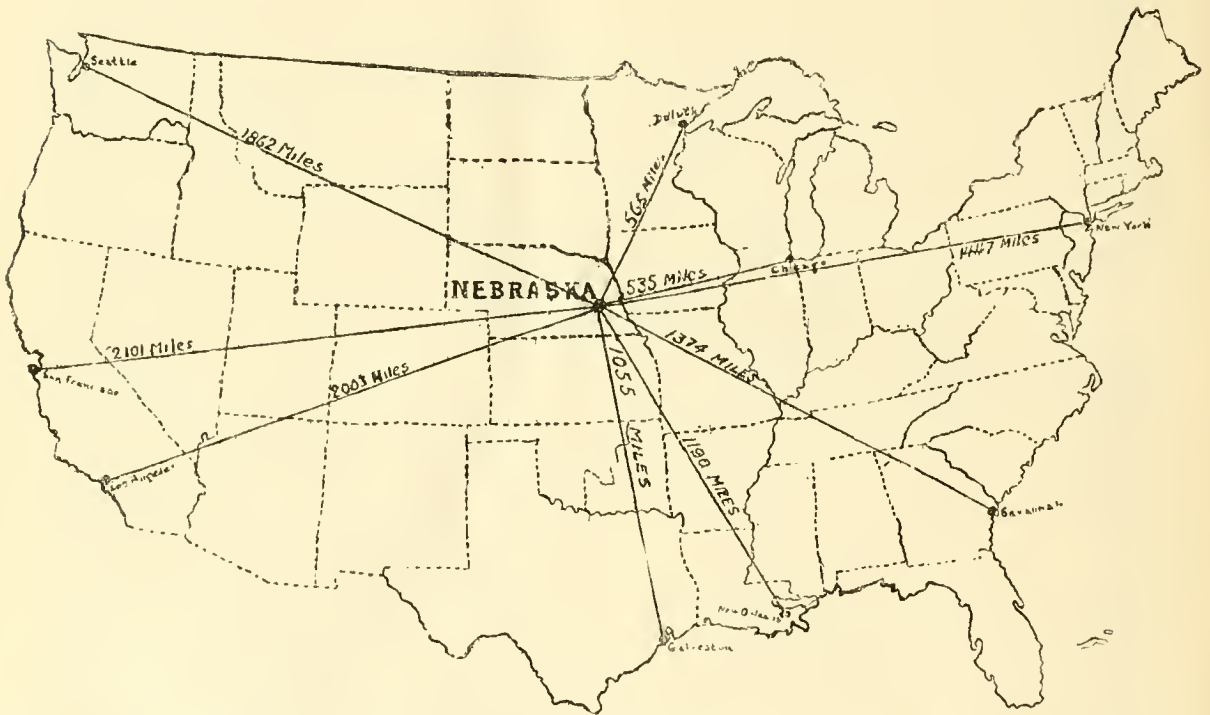 Seattle
Duluth
1862 Miles
565 Miles
New York
1447 Miles
Chicago
535 Miles
NEBRASKA
2101 Miles
San Francisco
2003 Miles
1374 MILES
1055 MILES
1190 MILES
Los Angeles
Savannah
New Orleans
Galveston